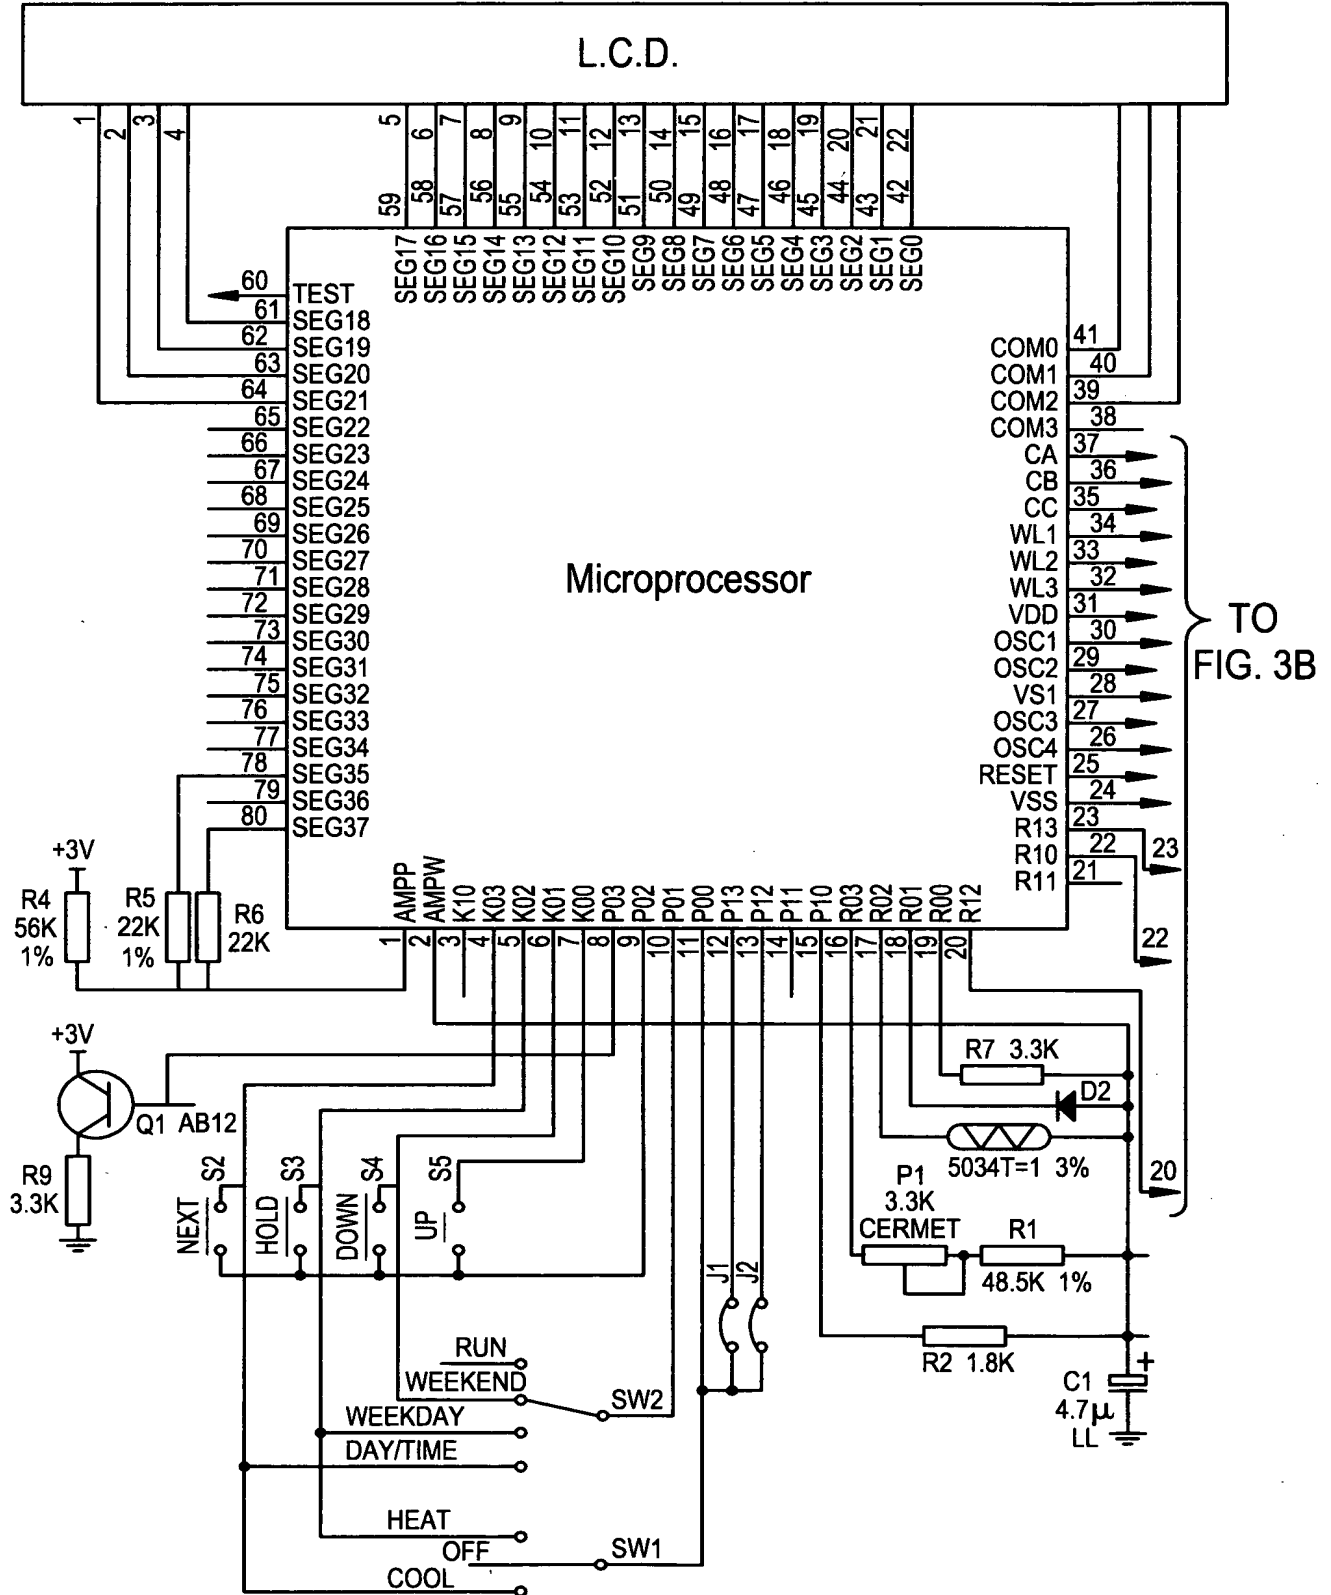 L.C.D.
1 2 3 4 5 6 7 8 9 10 11 12 13 14 15 16 17 18 19 20 21 22
59 58 57 56 55 54 53 52 51 50 49 48 47 46 45 44 43 42
SEG17 SEG16 SEG15 SEG14 SEG13 SEG12 SEG11 SEG10 SEG9 SEG8 SEG7 SEG6 SEG5 SEG4 SEG3 SEG2 SEG1 SEG0
60 TEST
61 SEG18
62 SEG19
63 SEG20
64 SEG21
65 SEG22
66 SEG23
67 SEG24
68 SEG25
69 SEG26
70 SEG27
71 SEG28
72 SEG29
73 SEG30
74 SEG31
75 SEG32
76 SEG33
77 SEG34
78 SEG35
79 SEG36
80 SEG37
Microprocessor
COM0 41
COM1 40
COM2 39
COM3 38
CA 37
CB 36
CC 35
WL1 34
WL2 33
WL3 32
VDD 31
OSC1 30
OSC2 29
VS1 28
OSC3 27
OSC4 26
RESET 25
VSS 24
R13 23
R10 22
R11 21
TO
FIG. 3B
23
22
20
AMPP AMPW K10 K03 K02 K01 K00 P03 P02 P01 P00 P13 P12 P11 P10 R03 R02 R01 R00 R12
1 2 3 4 5 6 7 8 9 10 11 12 13 14 15 16 17 18 19 20
+3V
R4
56K
1%
R5
22K
1%
R6
22K
+3V
Q1 AB12
R9
3.3K
S2 S3 S4 S5
NEXT HOLD DOWN UP
J1 J2
R7 3.3K
D2
5034T=1 3%
P1
3.3K
CERMET
R1
48.5K 1%
R2 1.8K
C1 +
4.7μ
LL
RUN
WEEKEND
WEEKDAY
DAY/TIME
SW2
HEAT
OFF
COOL
SW1